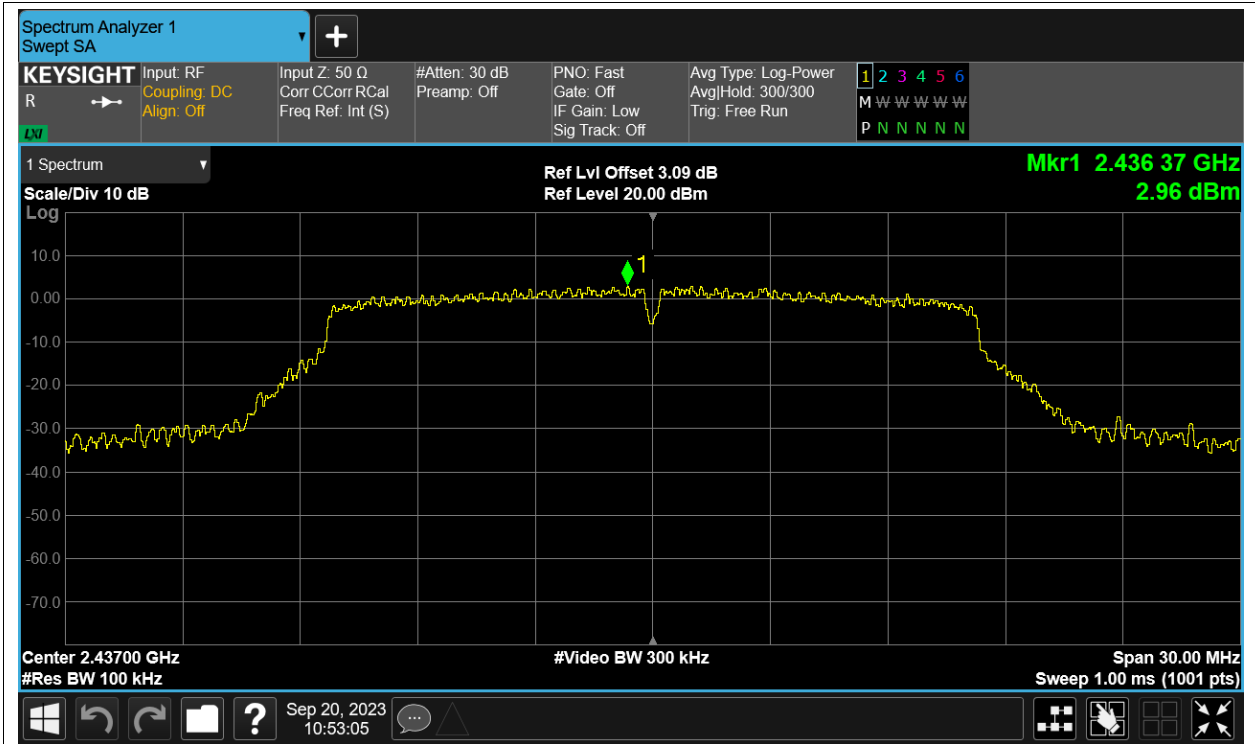 Spectrum Analyzer 1
Swept SA
+
KEYSIGHT
R
LXI
Input: RF
Coupling: DC
Align: Off
Input Z: 50 Ω
Corr CCorr RCal
Freq Ref: Int (S)
#Atten: 30 dB
Preamp: Off
PNO: Fast
Gate: Off
IF Gain: Low
Sig Track: Off
Avg Type: Log-Power
Avg|Hold: 300/300
Trig: Free Run
1 2 3 4 5 6
M W W W W W
P N N N N N
1 Spectrum
Scale/Div 10 dB
Log
Ref Lvl Offset 3.09 dB
Ref Level 20.00 dBm
Mkr1 2.436 37 GHz
2.96 dBm
1
10.0
0.00
-10.0
-20.0
-30.0
-40.0
-50.0
-60.0
-70.0
Center 2.43700 GHz
#Res BW 100 kHz
#Video BW 300 kHz
Span 30.00 MHz
Sweep 1.00 ms (1001 pts)
?
Sep 20, 2023
10:53:05